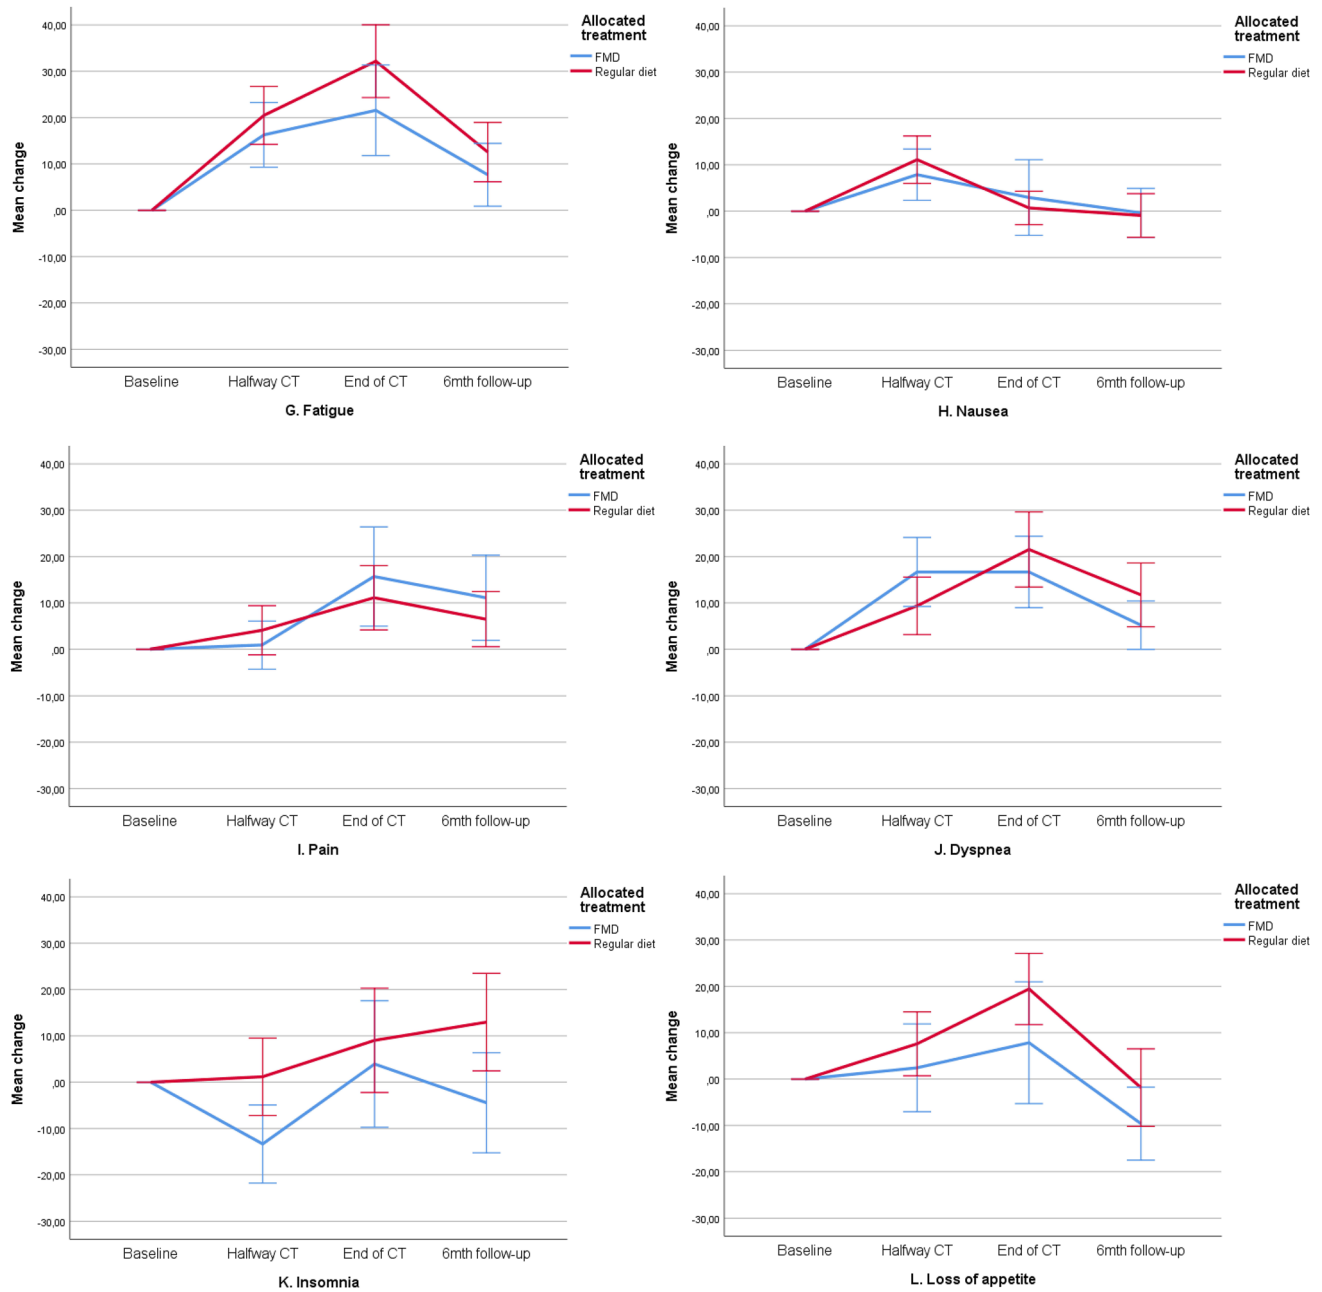 Allocated
treatment
FMD
Regular diet
Mean change
40,00
30,00
20,00
10,00
,00
-10,00
-20,00
-30,00
Baseline Halfway CT End of CT 6mth follow-up
G. Fatigue
Allocated
treatment
FMD
Regular diet
Mean change
40,00
30,00
20,00
10,00
,00
-10,00
-20,00
-30,00
Baseline Halfway CT End of CT 6mth follow-up
H. Nausea
Allocated
treatment
FMD
Regular diet
Mean change
40,00
30,00
20,00
10,00
,00
-10,00
-20,00
-30,00
Baseline Halfway CT End of CT 6mth follow-up
I. Pain
Allocated
treatment
FMD
Regular diet
Mean change
40,00
30,00
20,00
10,00
,00
-10,00
-20,00
-30,00
Baseline Halfway CT End of CT 6mth follow-up
J. Dyspnea
Allocated
treatment
FMD
Regular diet
Mean change
40,00
30,00
20,00
10,00
,00
-10,00
-20,00
-30,00
Baseline Halfway CT End of CT 6mth follow-up
K. Insomnia
Allocated
treatment
FMD
Regular diet
Mean change
40,00
30,00
20,00
10,00
,00
-10,00
-20,00
-30,00
Baseline Halfway CT End of CT 6mth follow-up
L. Loss of appetite